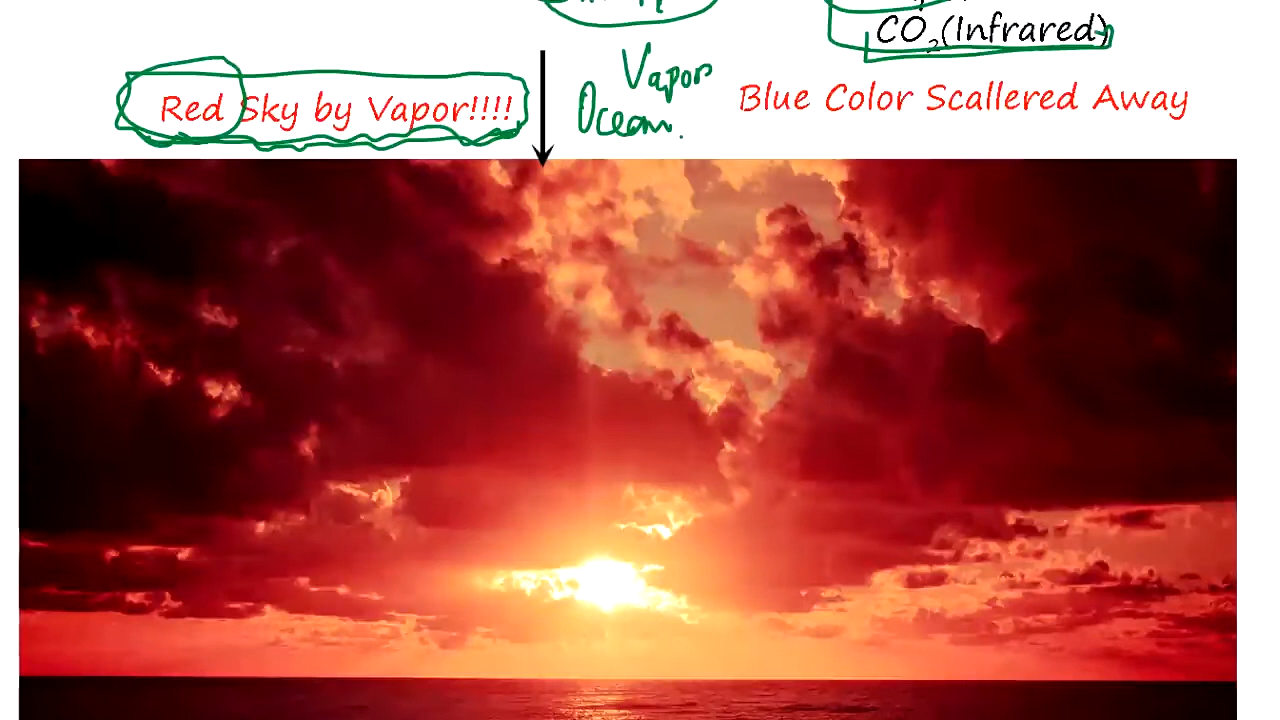 CO₂(Infrared)
Vapor
Red Sky by Vapor!!!!
Ocean.
Blue Color Scallered Away